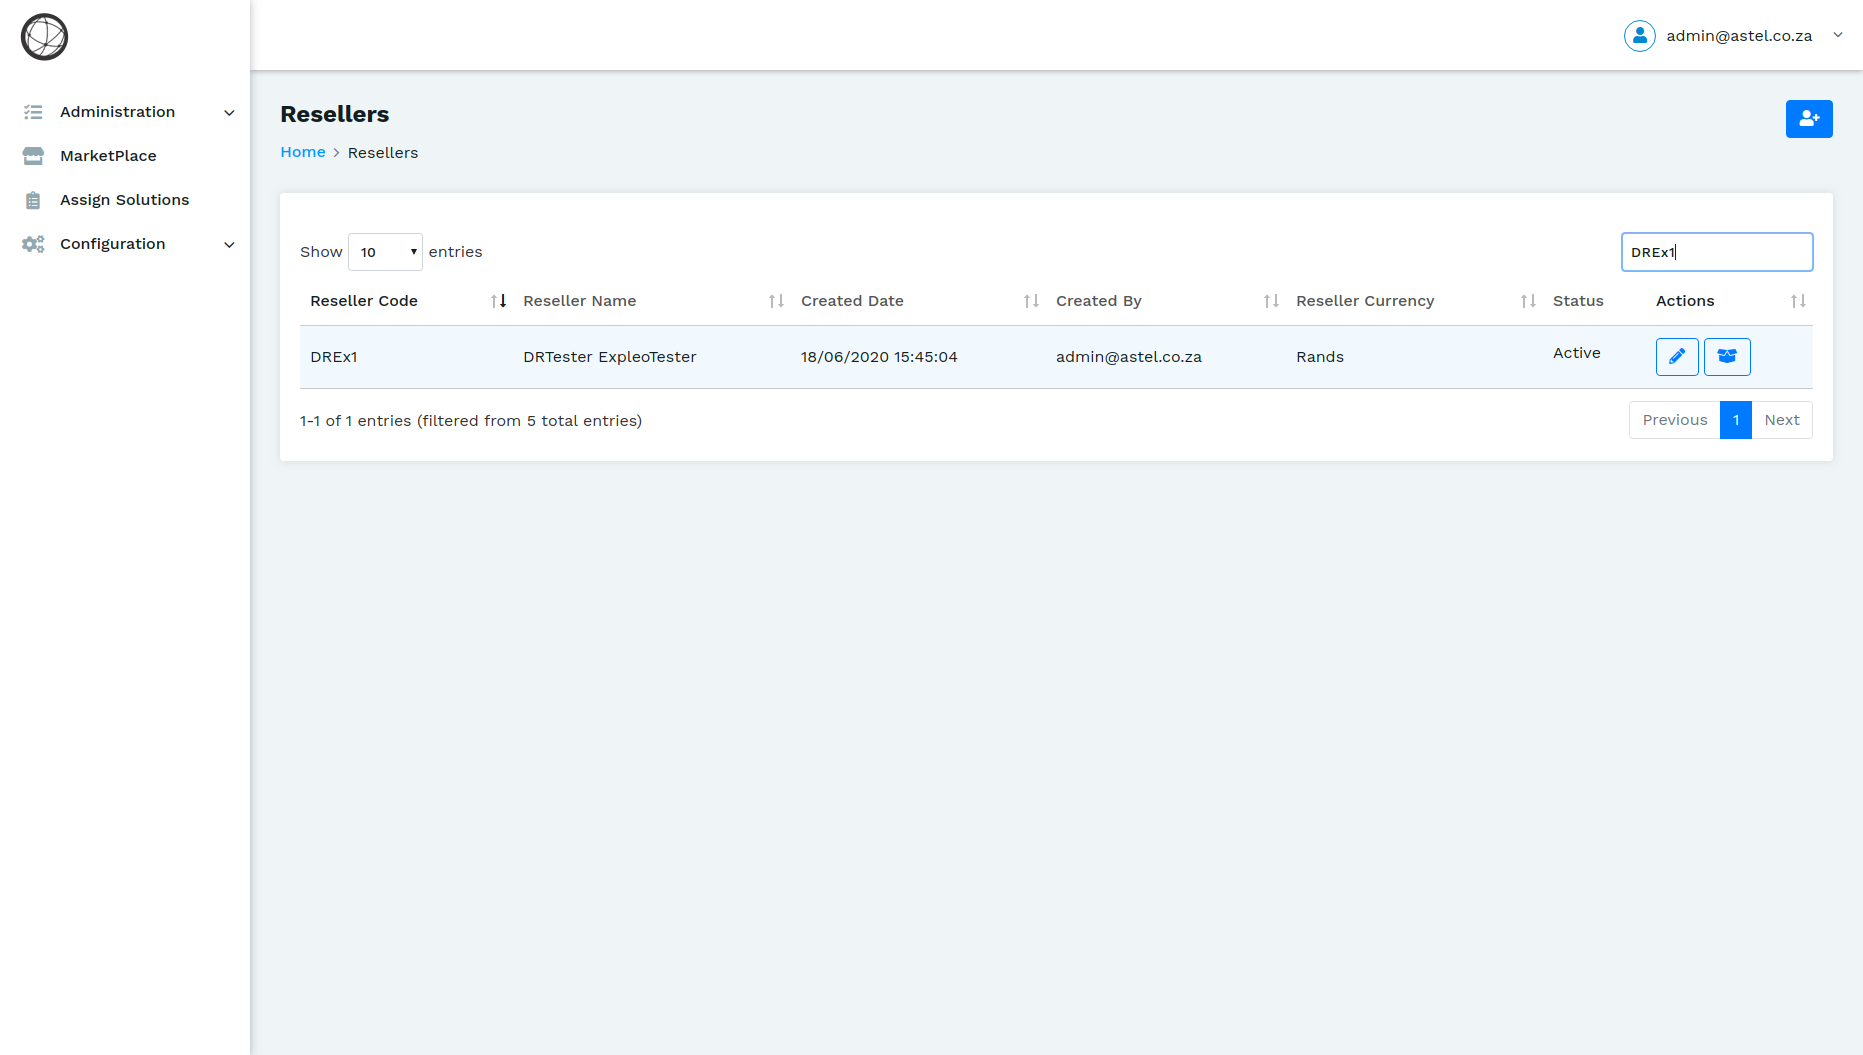 admin@astel.co.za
Administration
MarketPlace
Assign Solutions
Configuration
Resellers
Home > Resellers
Show 10 entries
DREx1
Reseller Code Reseller Name Created Date Created By Reseller Currency Status Actions
DREx1 DRTester ExpleoTester 18/06/2020 15:45:04 admin@astel.co.za Rands Active
1-1 of 1 entries (filtered from 5 total entries)
Previous 1 Next